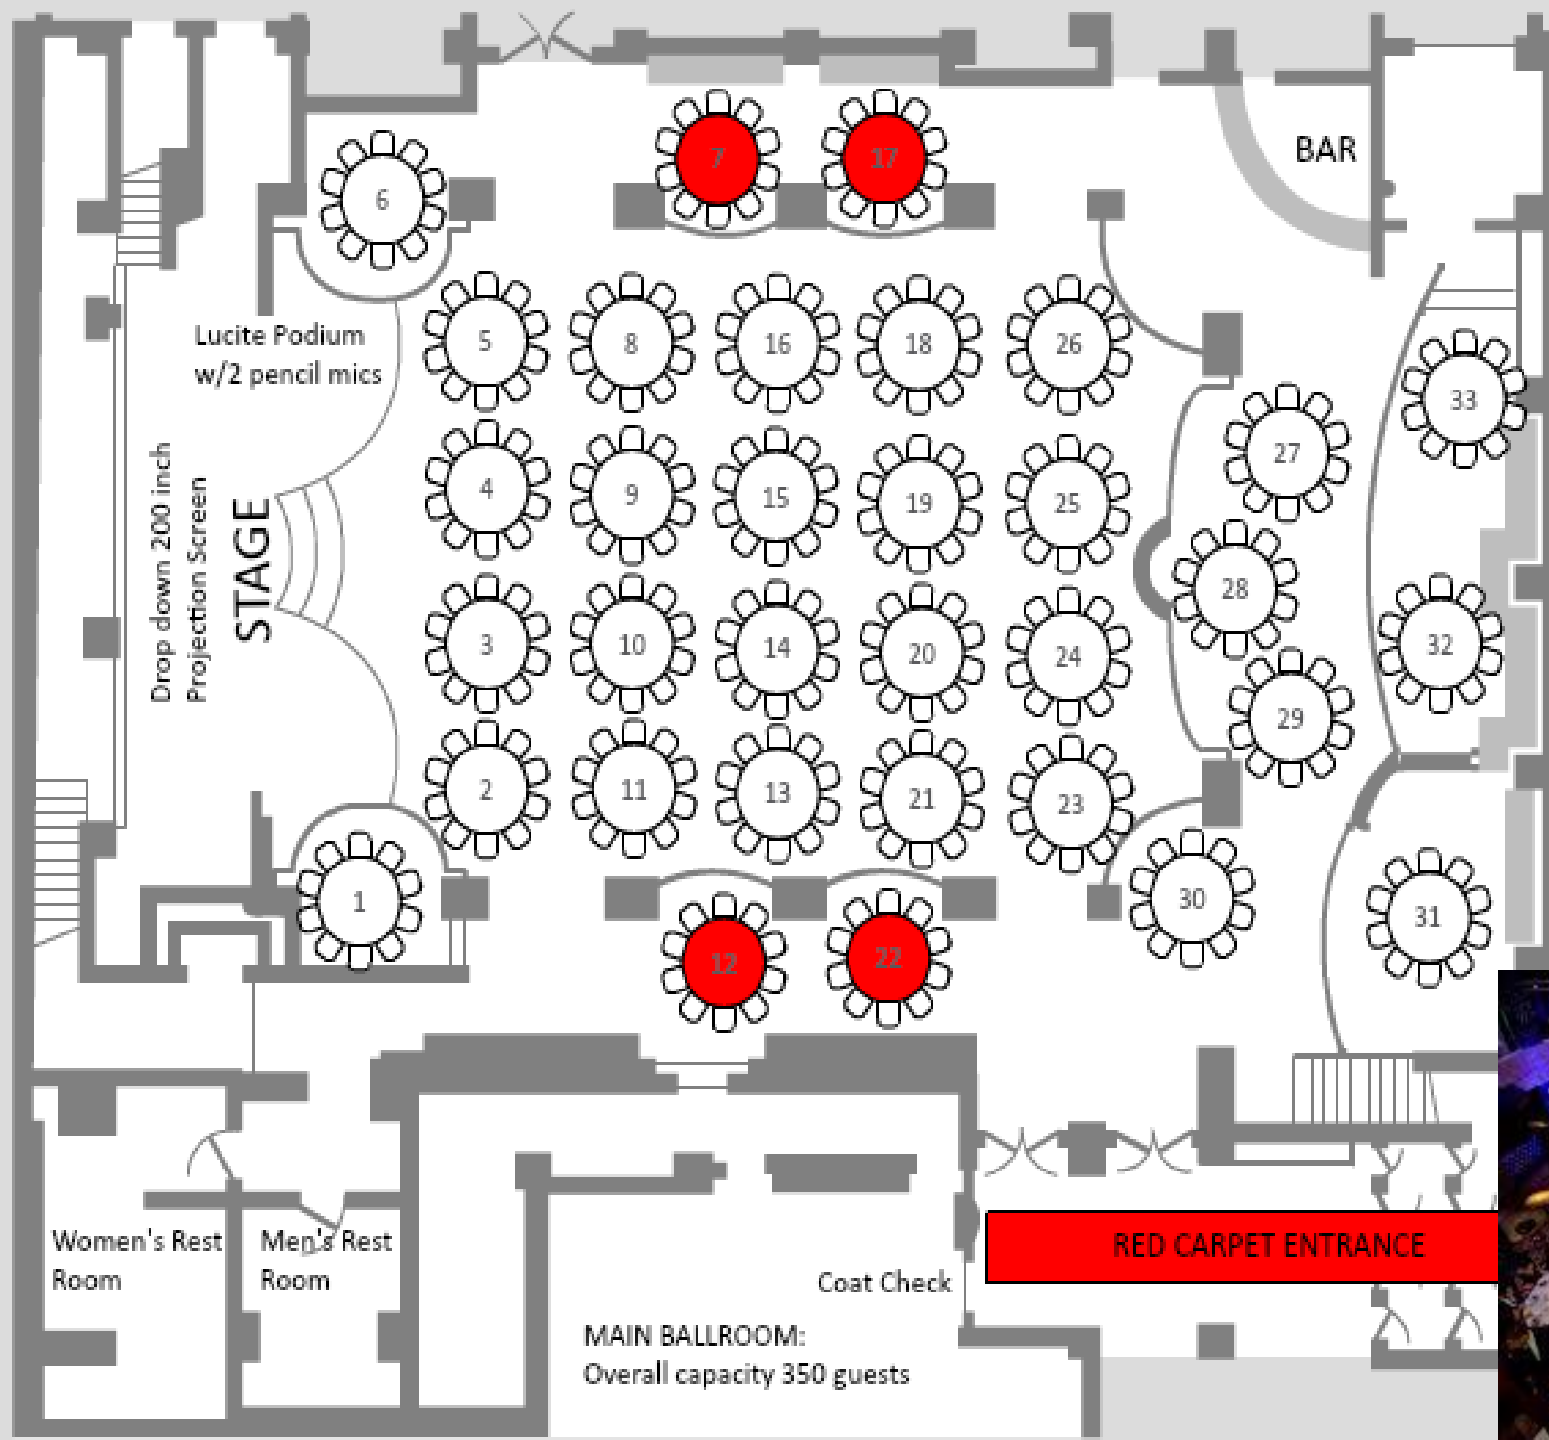 7
17
BAR
6
5
8
16
18
26
Lucite Podium
w/2 pencil mics
33
27
4
9
15
19
25
Drop down 200 inch
Projection Screen
STAGE
28
3
10
14
20
24
32
29
2
11
13
21
23
1
30
31
12
22
Women's Rest
Room
Men's Rest
Room
RED CARPET ENTRANCE
Coat Check
MAIN BALLROOM:
Overall capacity 350 guests